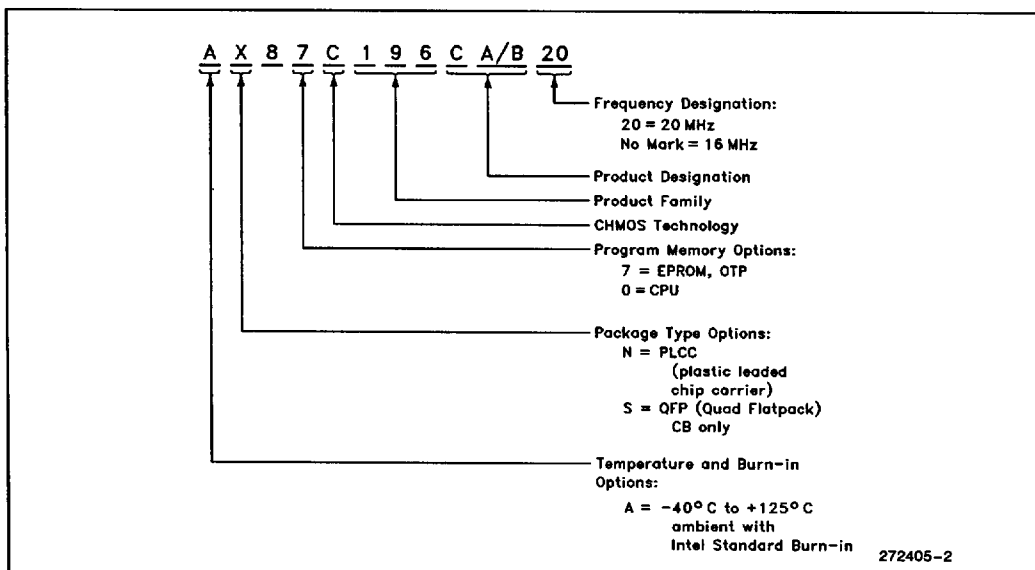 A X 8 7 C 1 9 6 C A/B 20
Frequency Designation:
20 = 20 MHz
No Mark = 16 MHz
Product Designation
Product Family
CHMOS Technology
Program Memory Options:
7 = EPROM, OTP
0 = CPU
Package Type Options:
N = PLCC
(plastic leaded
chip carrier)
S = QFP (Quad Flatpack)
CB only
Temperature and Burn-in
Options:
A = -40°C to +125°C
ambient with
Intel Standard Burn-in
272405-2